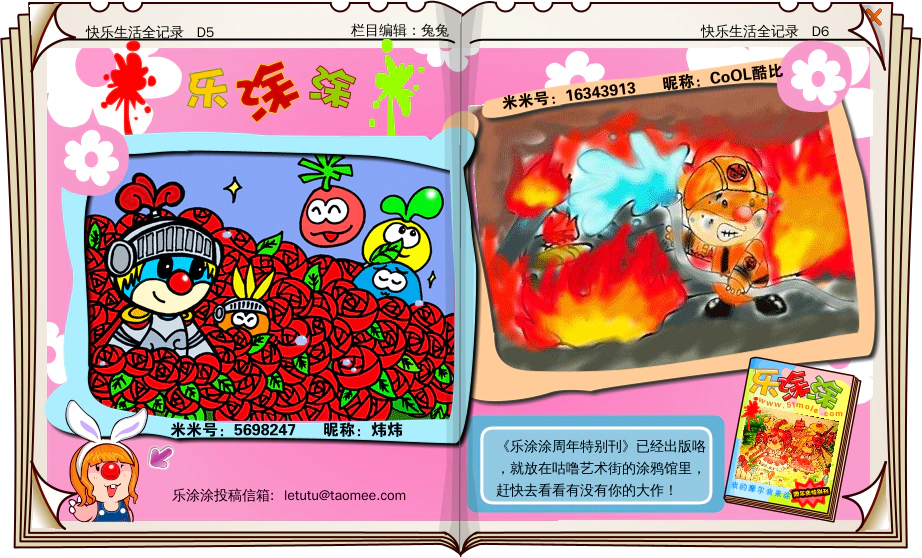 快乐生活全记录 D5
栏目编辑：兔兔
乐涂涂
米米号：5698247 昵称：炜炜
乐涂涂投稿信箱: letutu@taomee.com
快乐生活全记录 D6
米米号：16343913 昵称：CoOL酷比
《乐涂涂周年特别刊》已经出版咯
，就放在咕噜艺术街的涂鸦馆里，
赶快去看看有没有你的大作！
乐涂涂
www.51mole.com